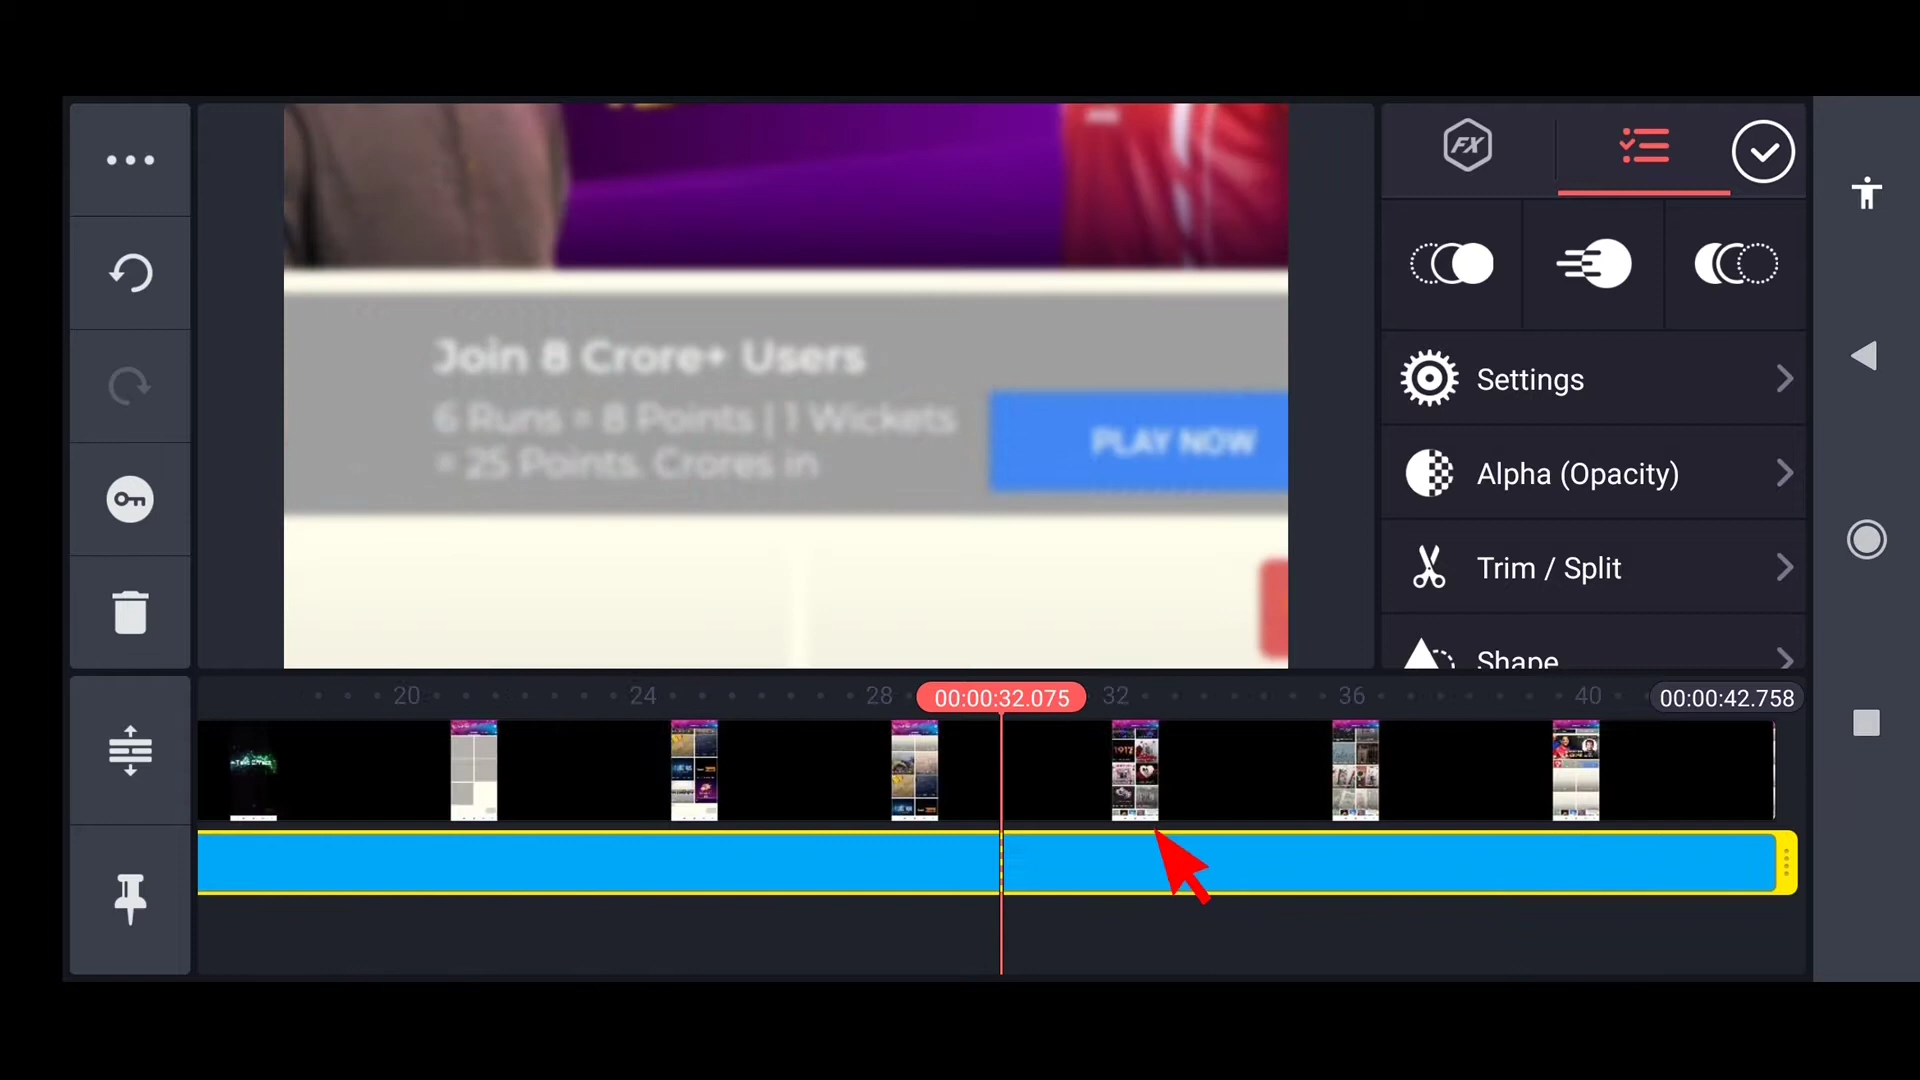 FX
Join 8 Crore+ Users
6 Runs = 8 Points | 1 Wickets
= 25 Points. Crores in
PLAY NOW
Settings
Alpha (Opacity)
Trim / Split
Shape
20
24
28
00:00:32.075
32
36
40
00:00:42.758
1917